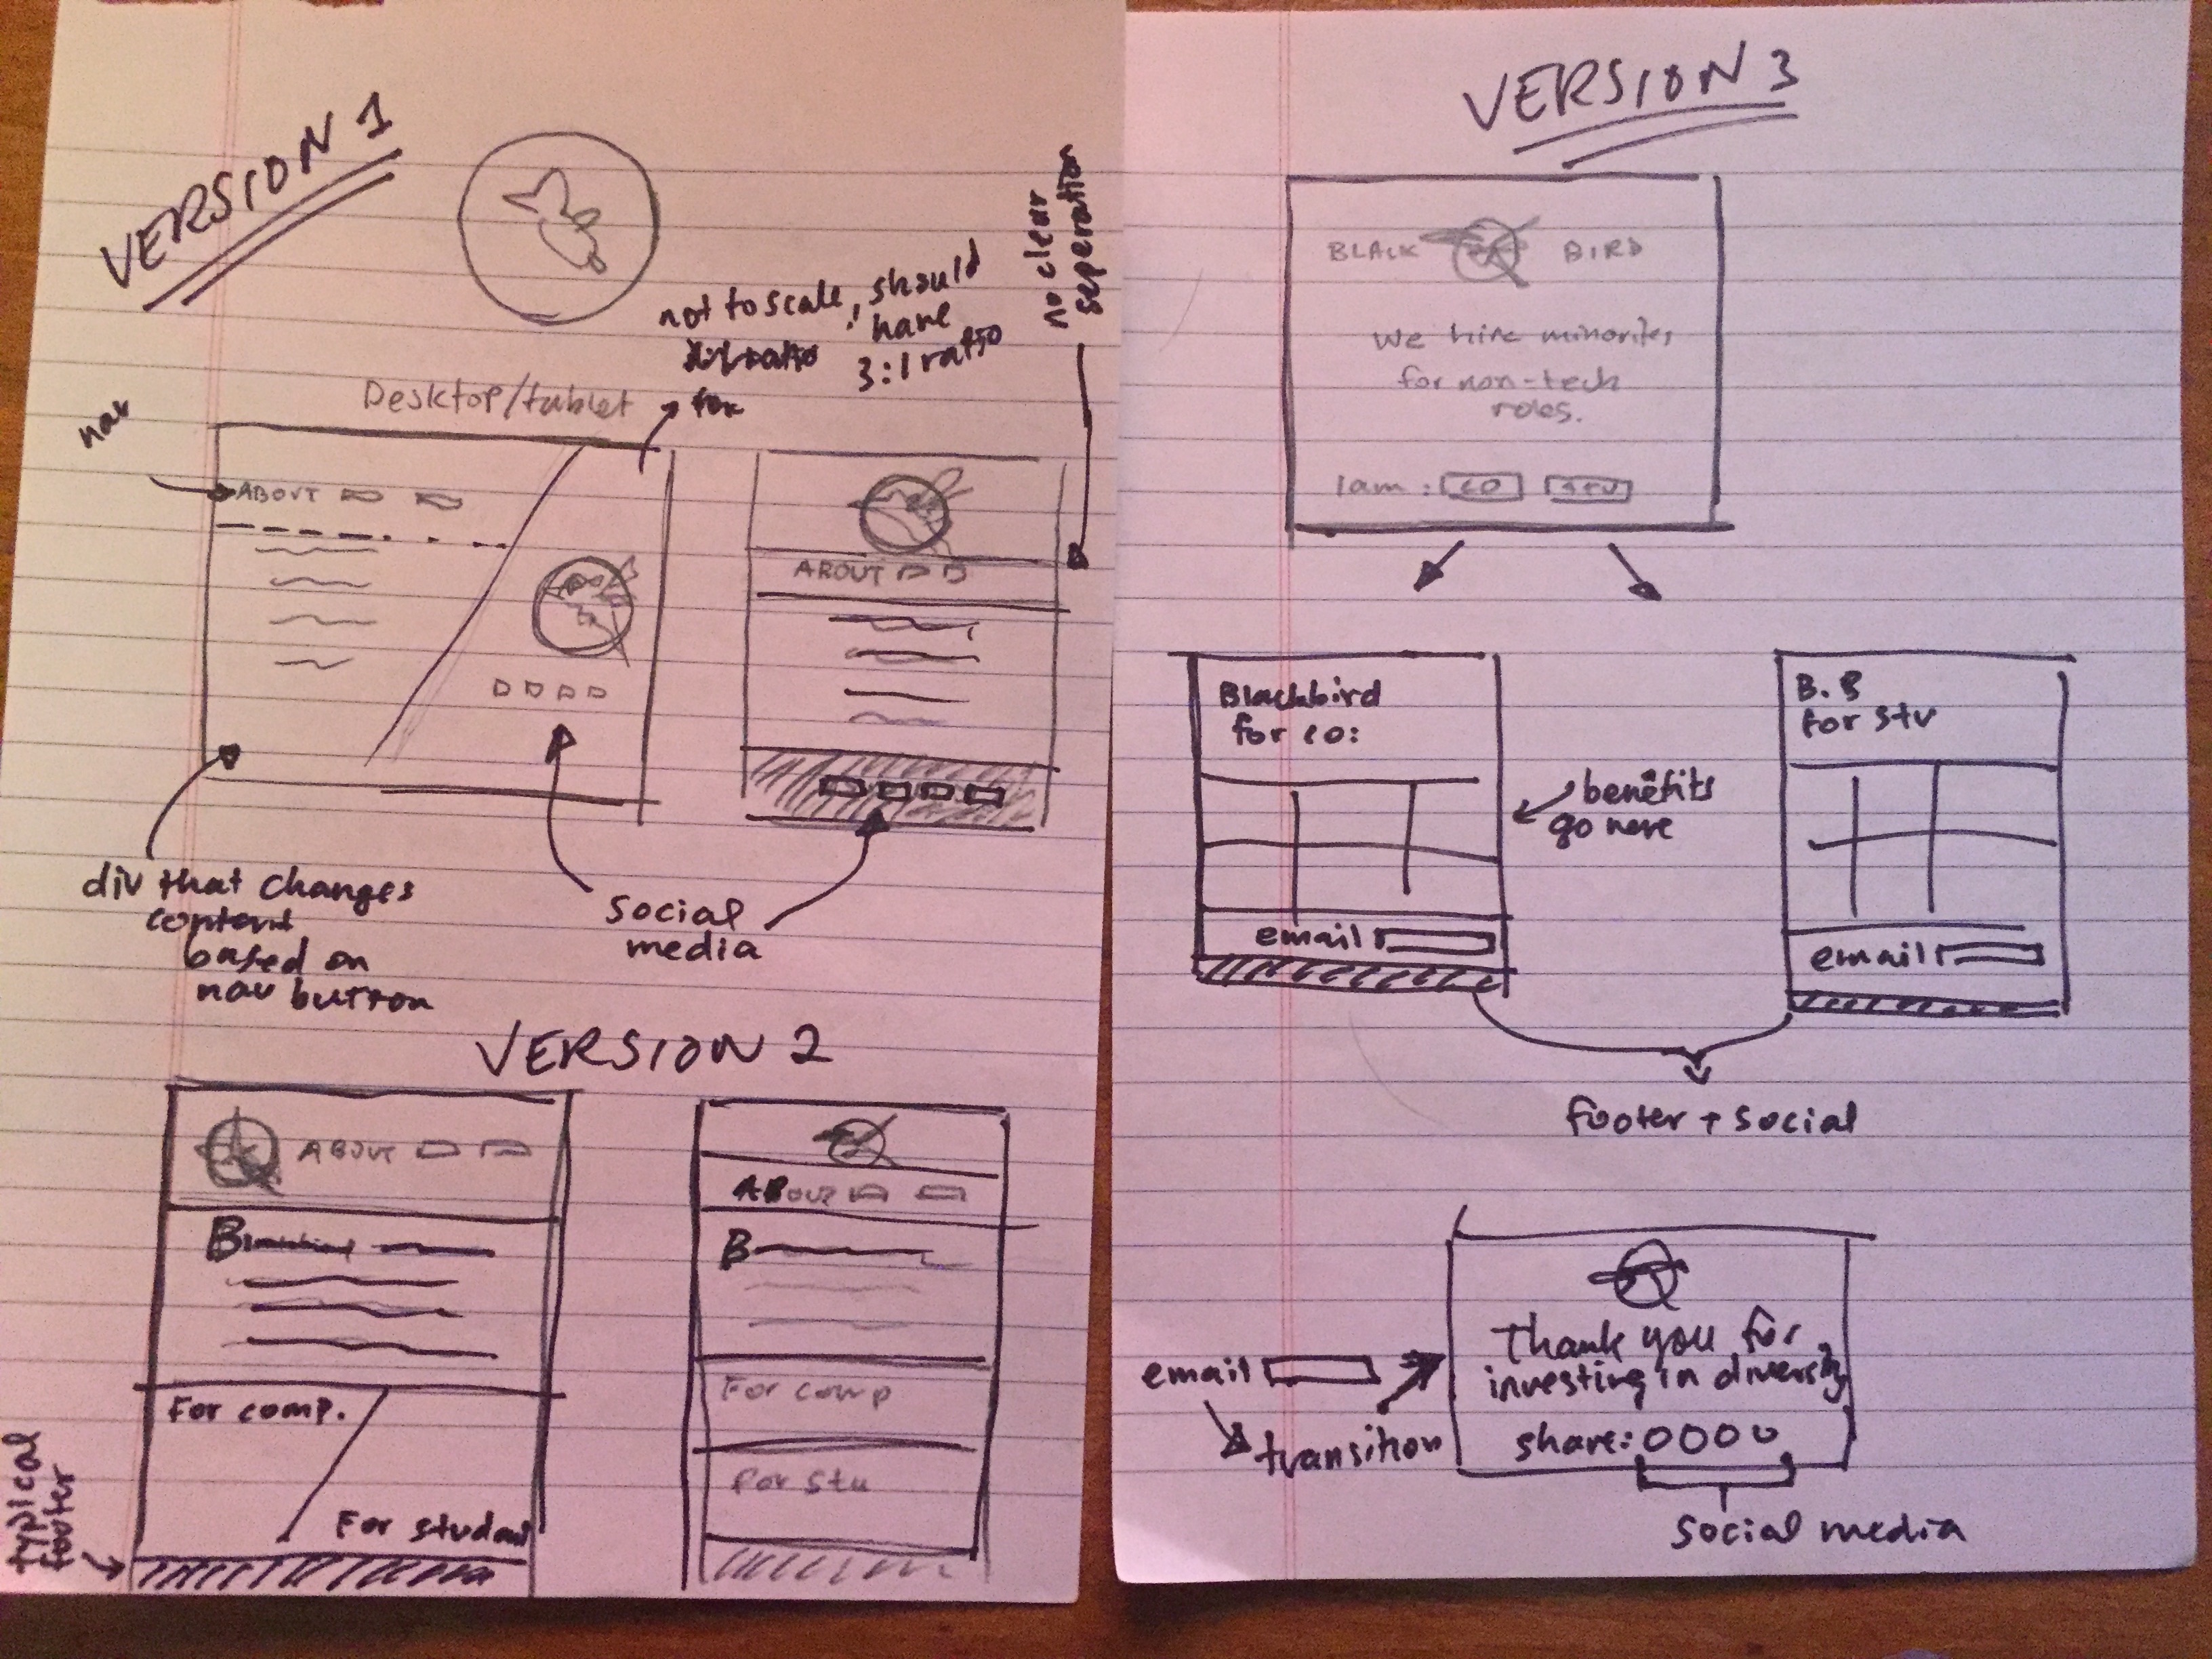 VERSION 1
no clear
seperation
not to scale, should
have
3:1 ratio
for
Desktop/tablet
nav
ABOUT
ABOUT
div that changes
content
based on
nav button
social
media
VERSION 2
ABOUT
Blackbird
For comp.
For student
typical
footer
ABOUT
B
For comp
For stu
VERSION 3
BLACK BIRD
We hire minorites
for non-tech
roles.
I am : CO STU
Blackbird
for co:
benefits
go here
email
B.B
for stu
email
footer + social
email
transition
Thank you for
investing in diversity
share:
social media